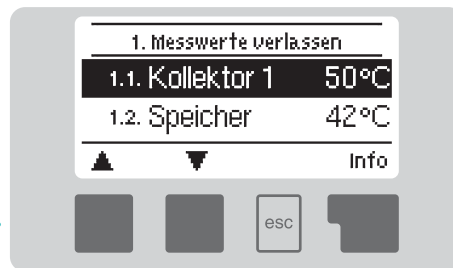 1. Messwerte verlassen
1.1. Kollektor 1 50°C
1.2. Speicher 42°C
▲ ▼ Info
esc